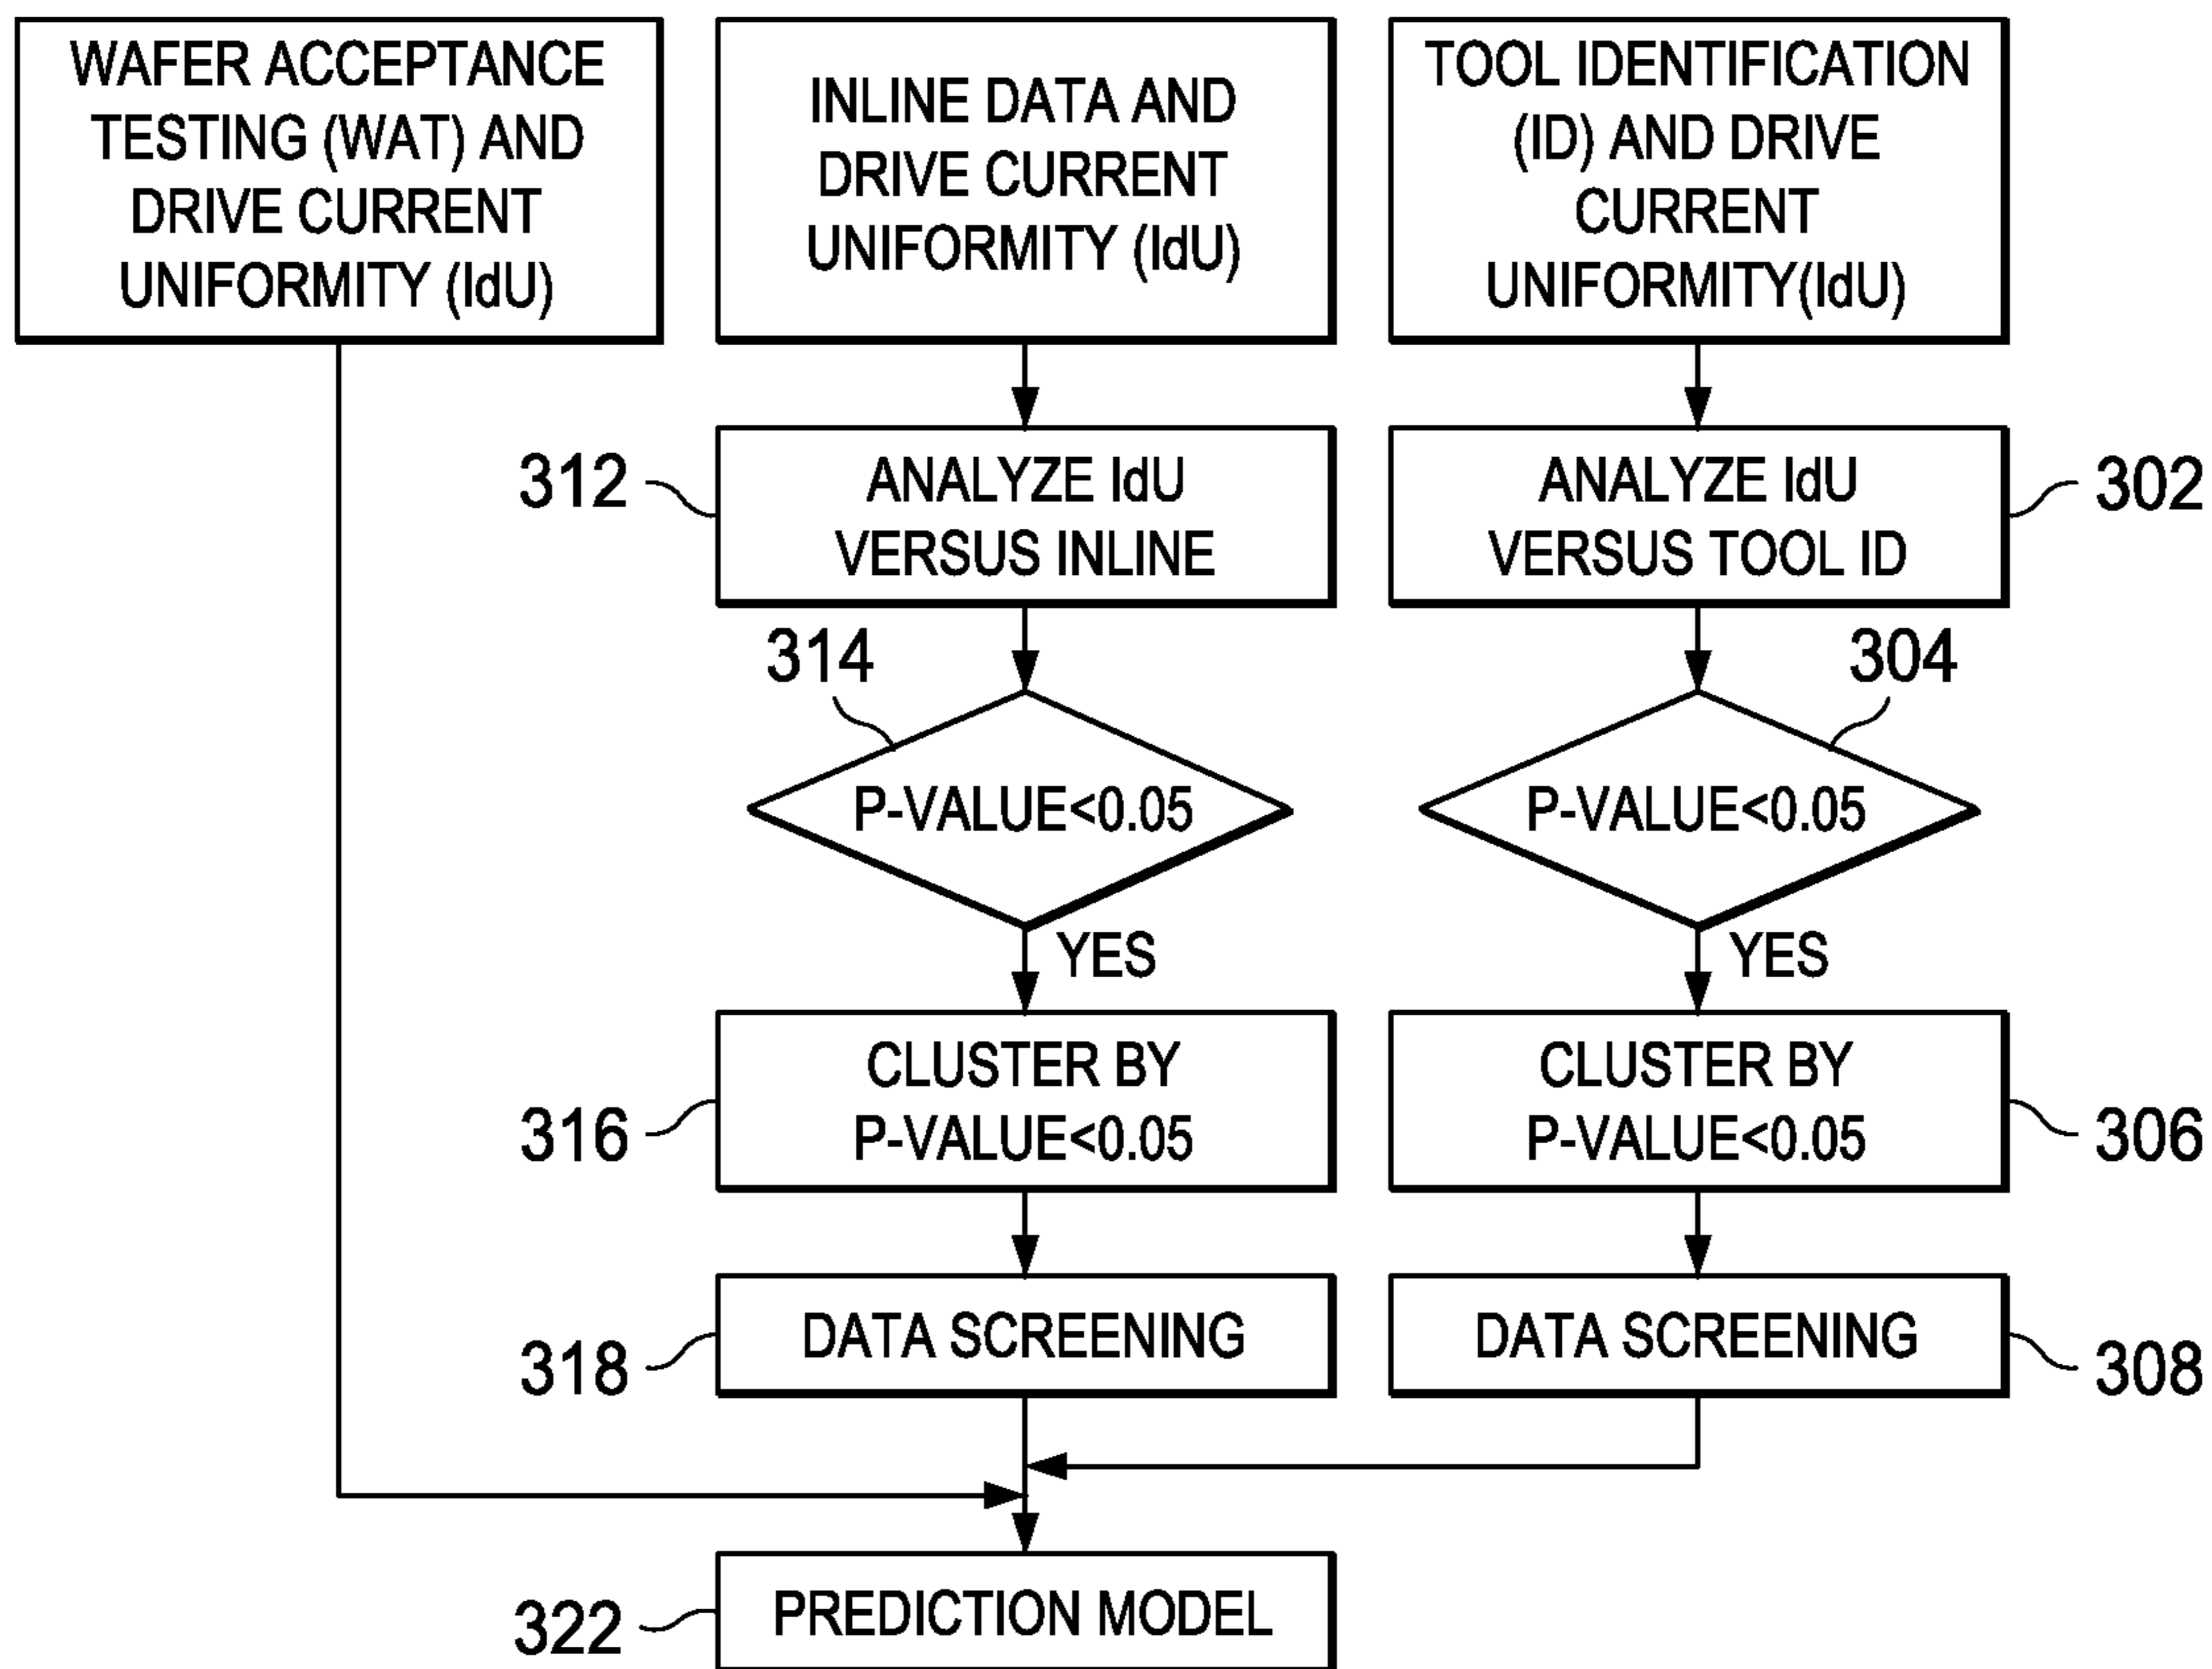 WAFER ACCEPTANCE
TESTING (WAT) AND
DRIVE CURRENT
UNIFORMITY (IdU)
INLINE DATA AND
DRIVE CURRENT
UNIFORMITY (IdU)
TOOL IDENTIFICATION
(ID) AND DRIVE
CURRENT
UNIFORMITY(IdU)
312
ANALYZE IdU
VERSUS INLINE
ANALYZE IdU
VERSUS TOOL ID
302
314
P-VALUE<0.05
YES
304
P-VALUE<0.05
YES
316
CLUSTER BY
P-VALUE<0.05
CLUSTER BY
P-VALUE<0.05
306
318
DATA SCREENING
DATA SCREENING
308
322
PREDICTION MODEL